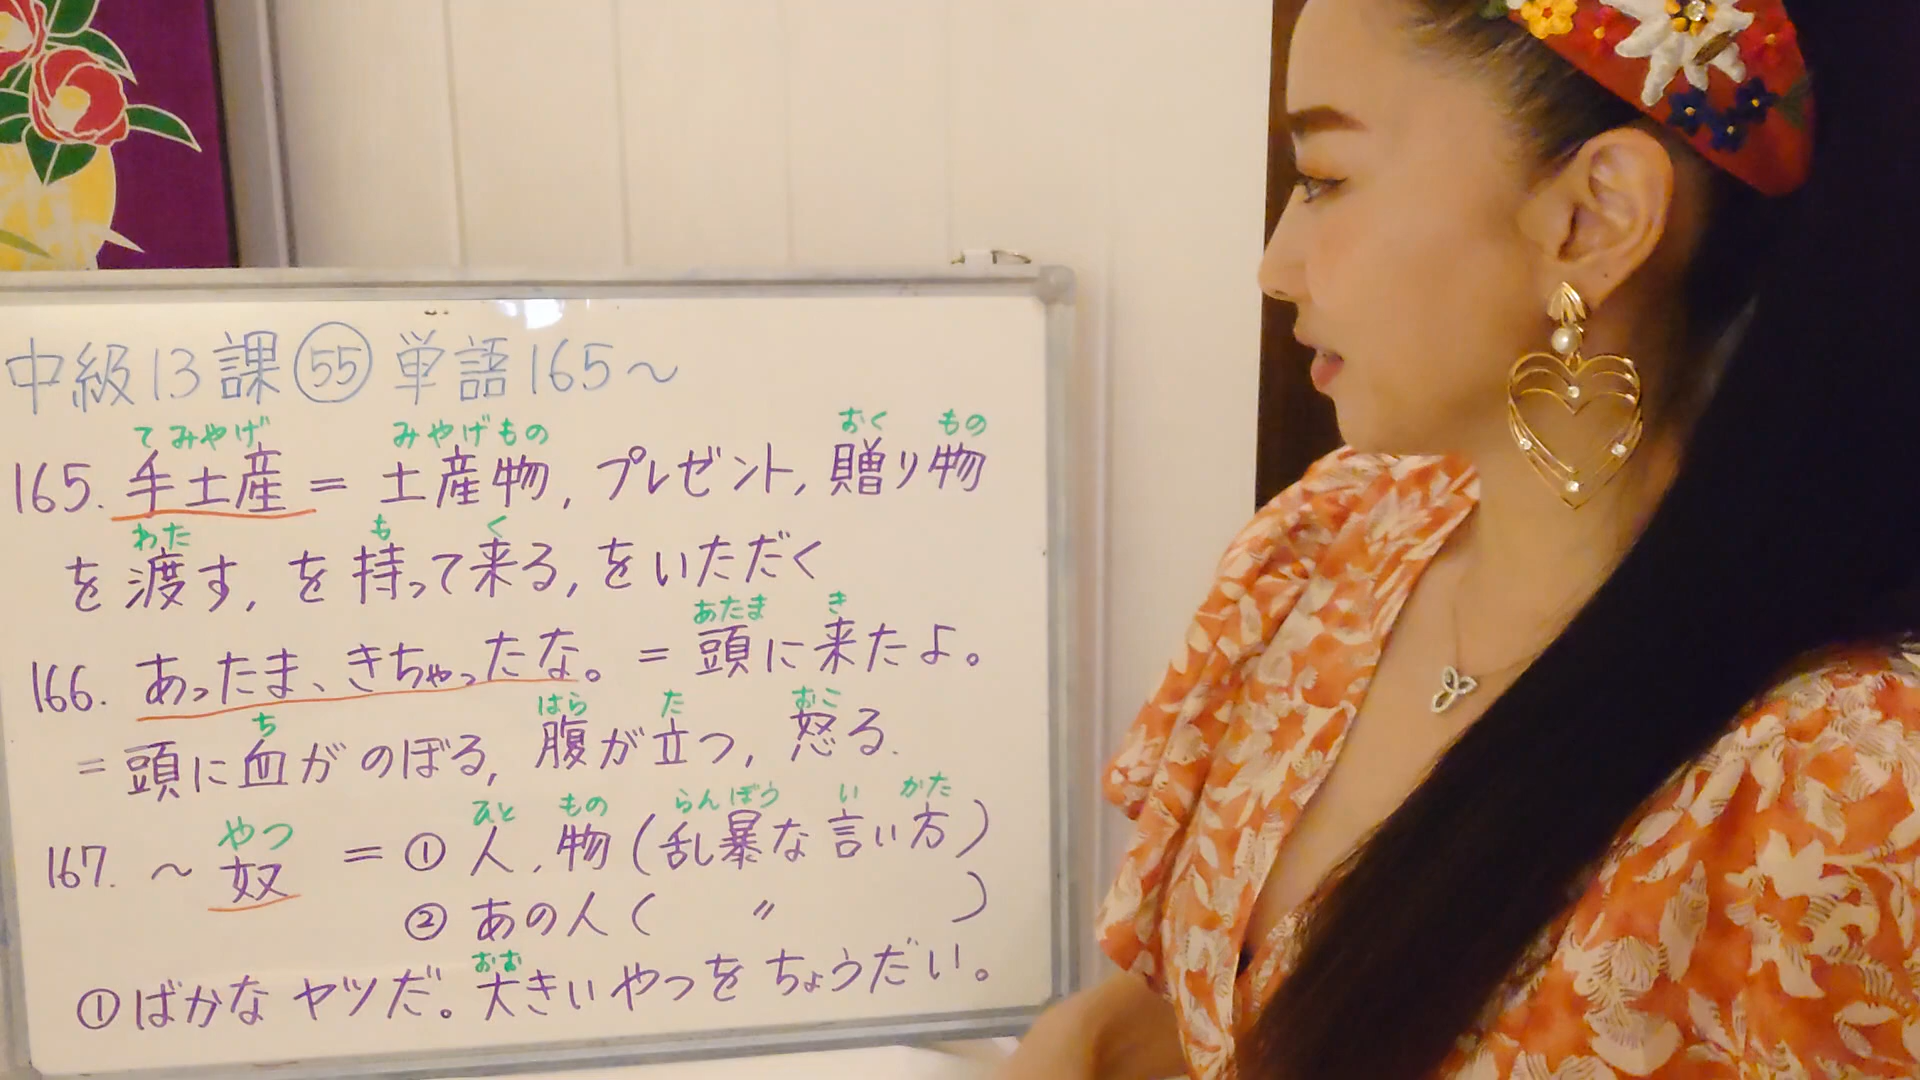 中級13課㊺単語165～
てみやげ みやげもの おく もの
165. 手土産 = 土産物, プレゼント, 贈り物
わた も く
を渡す, を持って来る, をいただく
あたま き
166. あったま、きちゃったな。 = 頭に来たよ。
ち はら た おこ
= 頭に血がのぼる, 腹が立つ, 怒る.
やつ ひと もの らんぼう い かた
167. ～奴 = ① 人, 物 (乱暴な言い方)
② あの人 ( 〃 )
おお
① ばかなヤツだ。大きいやつをちょうだい。